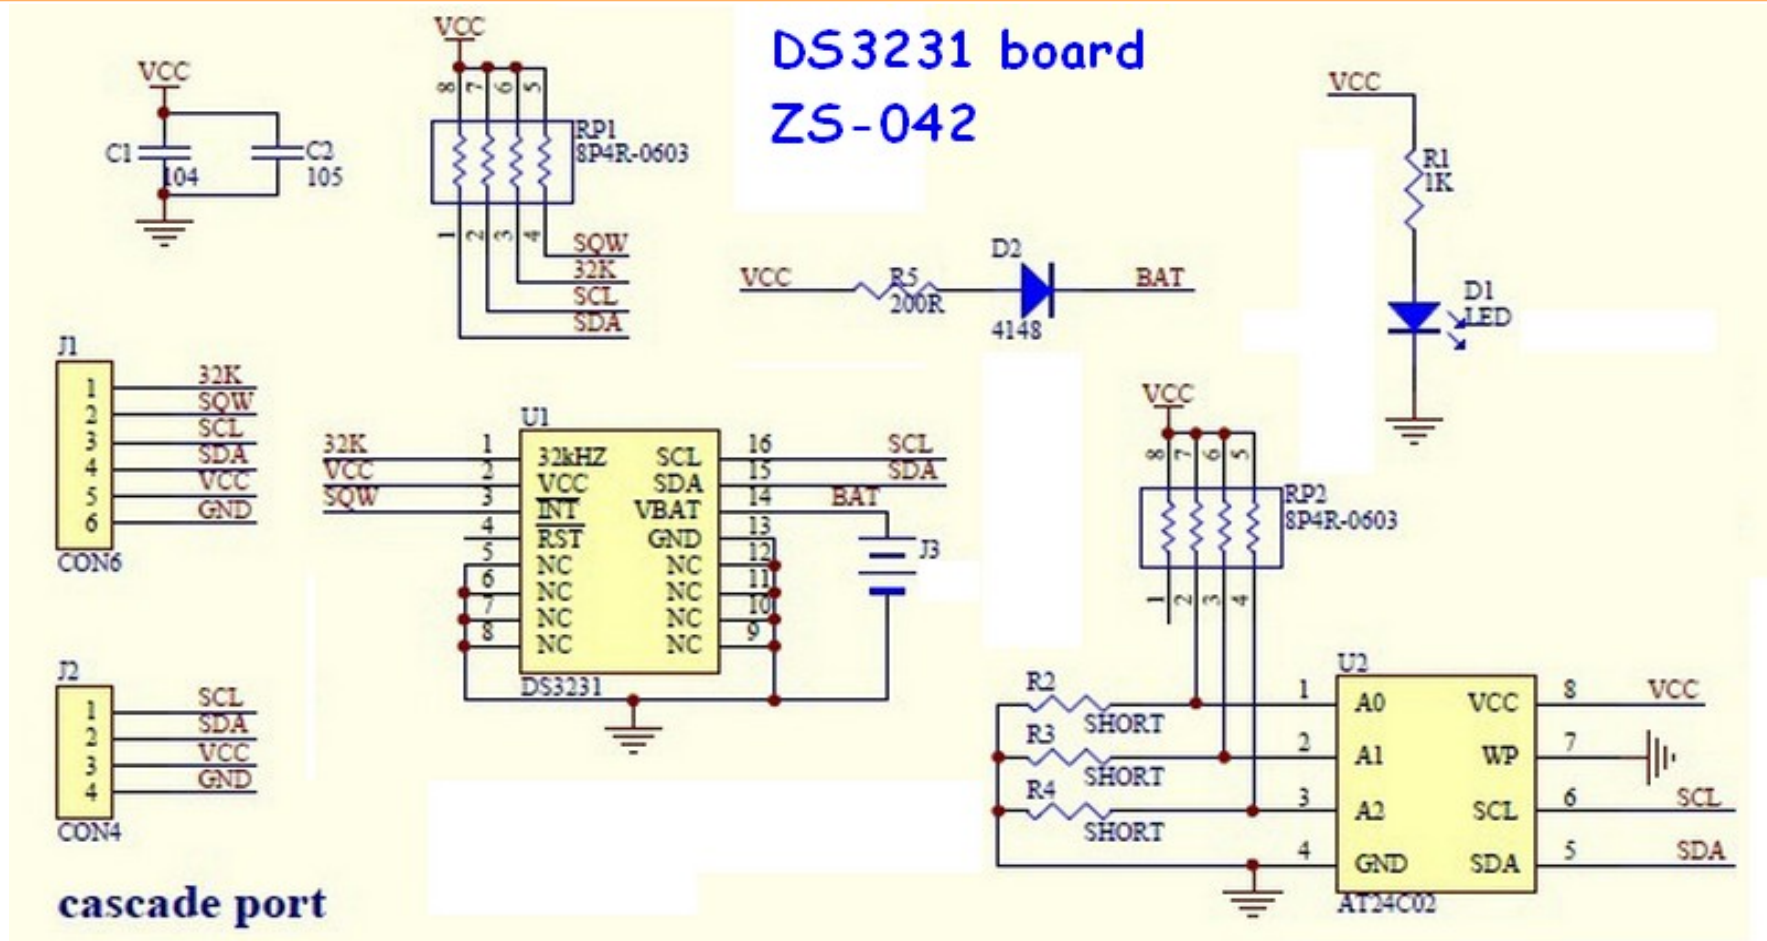 DS3231 board
ZS-042
VCC
C1
104
C2
105
VCC
8 7 6 5
RP1
8P4R-0603
1 2 3 4
SQW
32K
SCL
SDA
VCC
R5
200R
D2
4148
BAT
VCC
R1
1K
D1
LED
J1
1 32K
2 SQW
3 SCL
4 SDA
5 VCC
6 GND
CON6
J2
1 SCL
2 SDA
3 VCC
4 GND
CON4
cascade port
U1
32K 1 32kHZ SCL 16 SCL
VCC 2 VCC SDA 15 SDA
SQW 3 INT VBAT 14 BAT
4 RST GND 13
5 NC NC 12
6 NC NC 11
7 NC NC 10
8 NC NC 9
DS3231
J3
VCC
8 7 6 5
RP2
8P4R-0603
1 2 3 4
R2
SHORT
R3
SHORT
R4
SHORT
U2
1 A0 VCC 8 VCC
2 A1 WP 7
3 A2 SCL 6 SCL
4 GND SDA 5 SDA
AT24C02